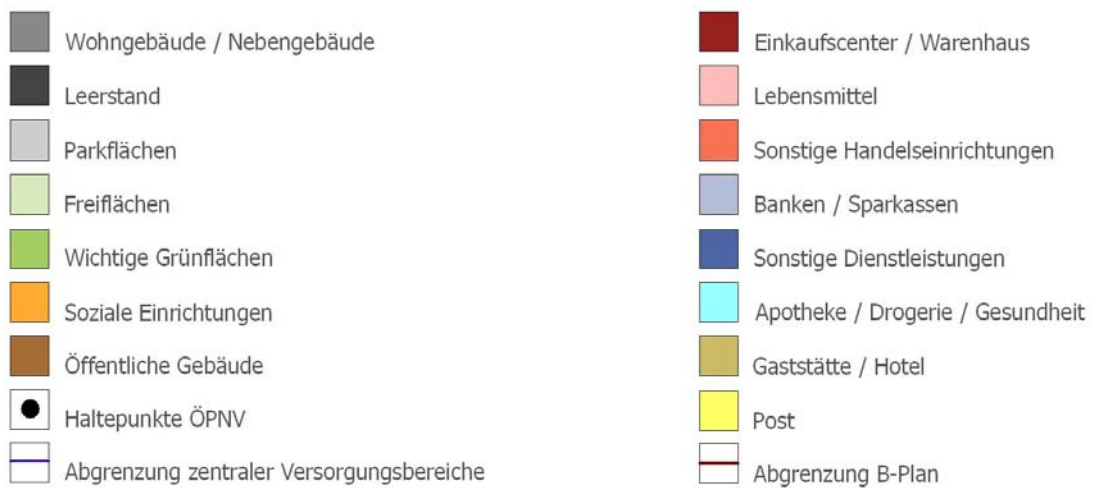 Wohngebäude / Nebengebäude
Leerstand
Parkflächen
Freiflächen
Wichtige Grünflächen
Soziale Einrichtungen
Öffentliche Gebäude
Haltepunkte ÖPNV
Abgrenzung zentraler Versorgungsbereiche
Einkaufscenter / Warenhaus
Lebensmittel
Sonstige Handelseinrichtungen
Banken / Sparkassen
Sonstige Dienstleistungen
Apotheke / Drogerie / Gesundheit
Gaststätte / Hotel
Post
Abgrenzung B-Plan